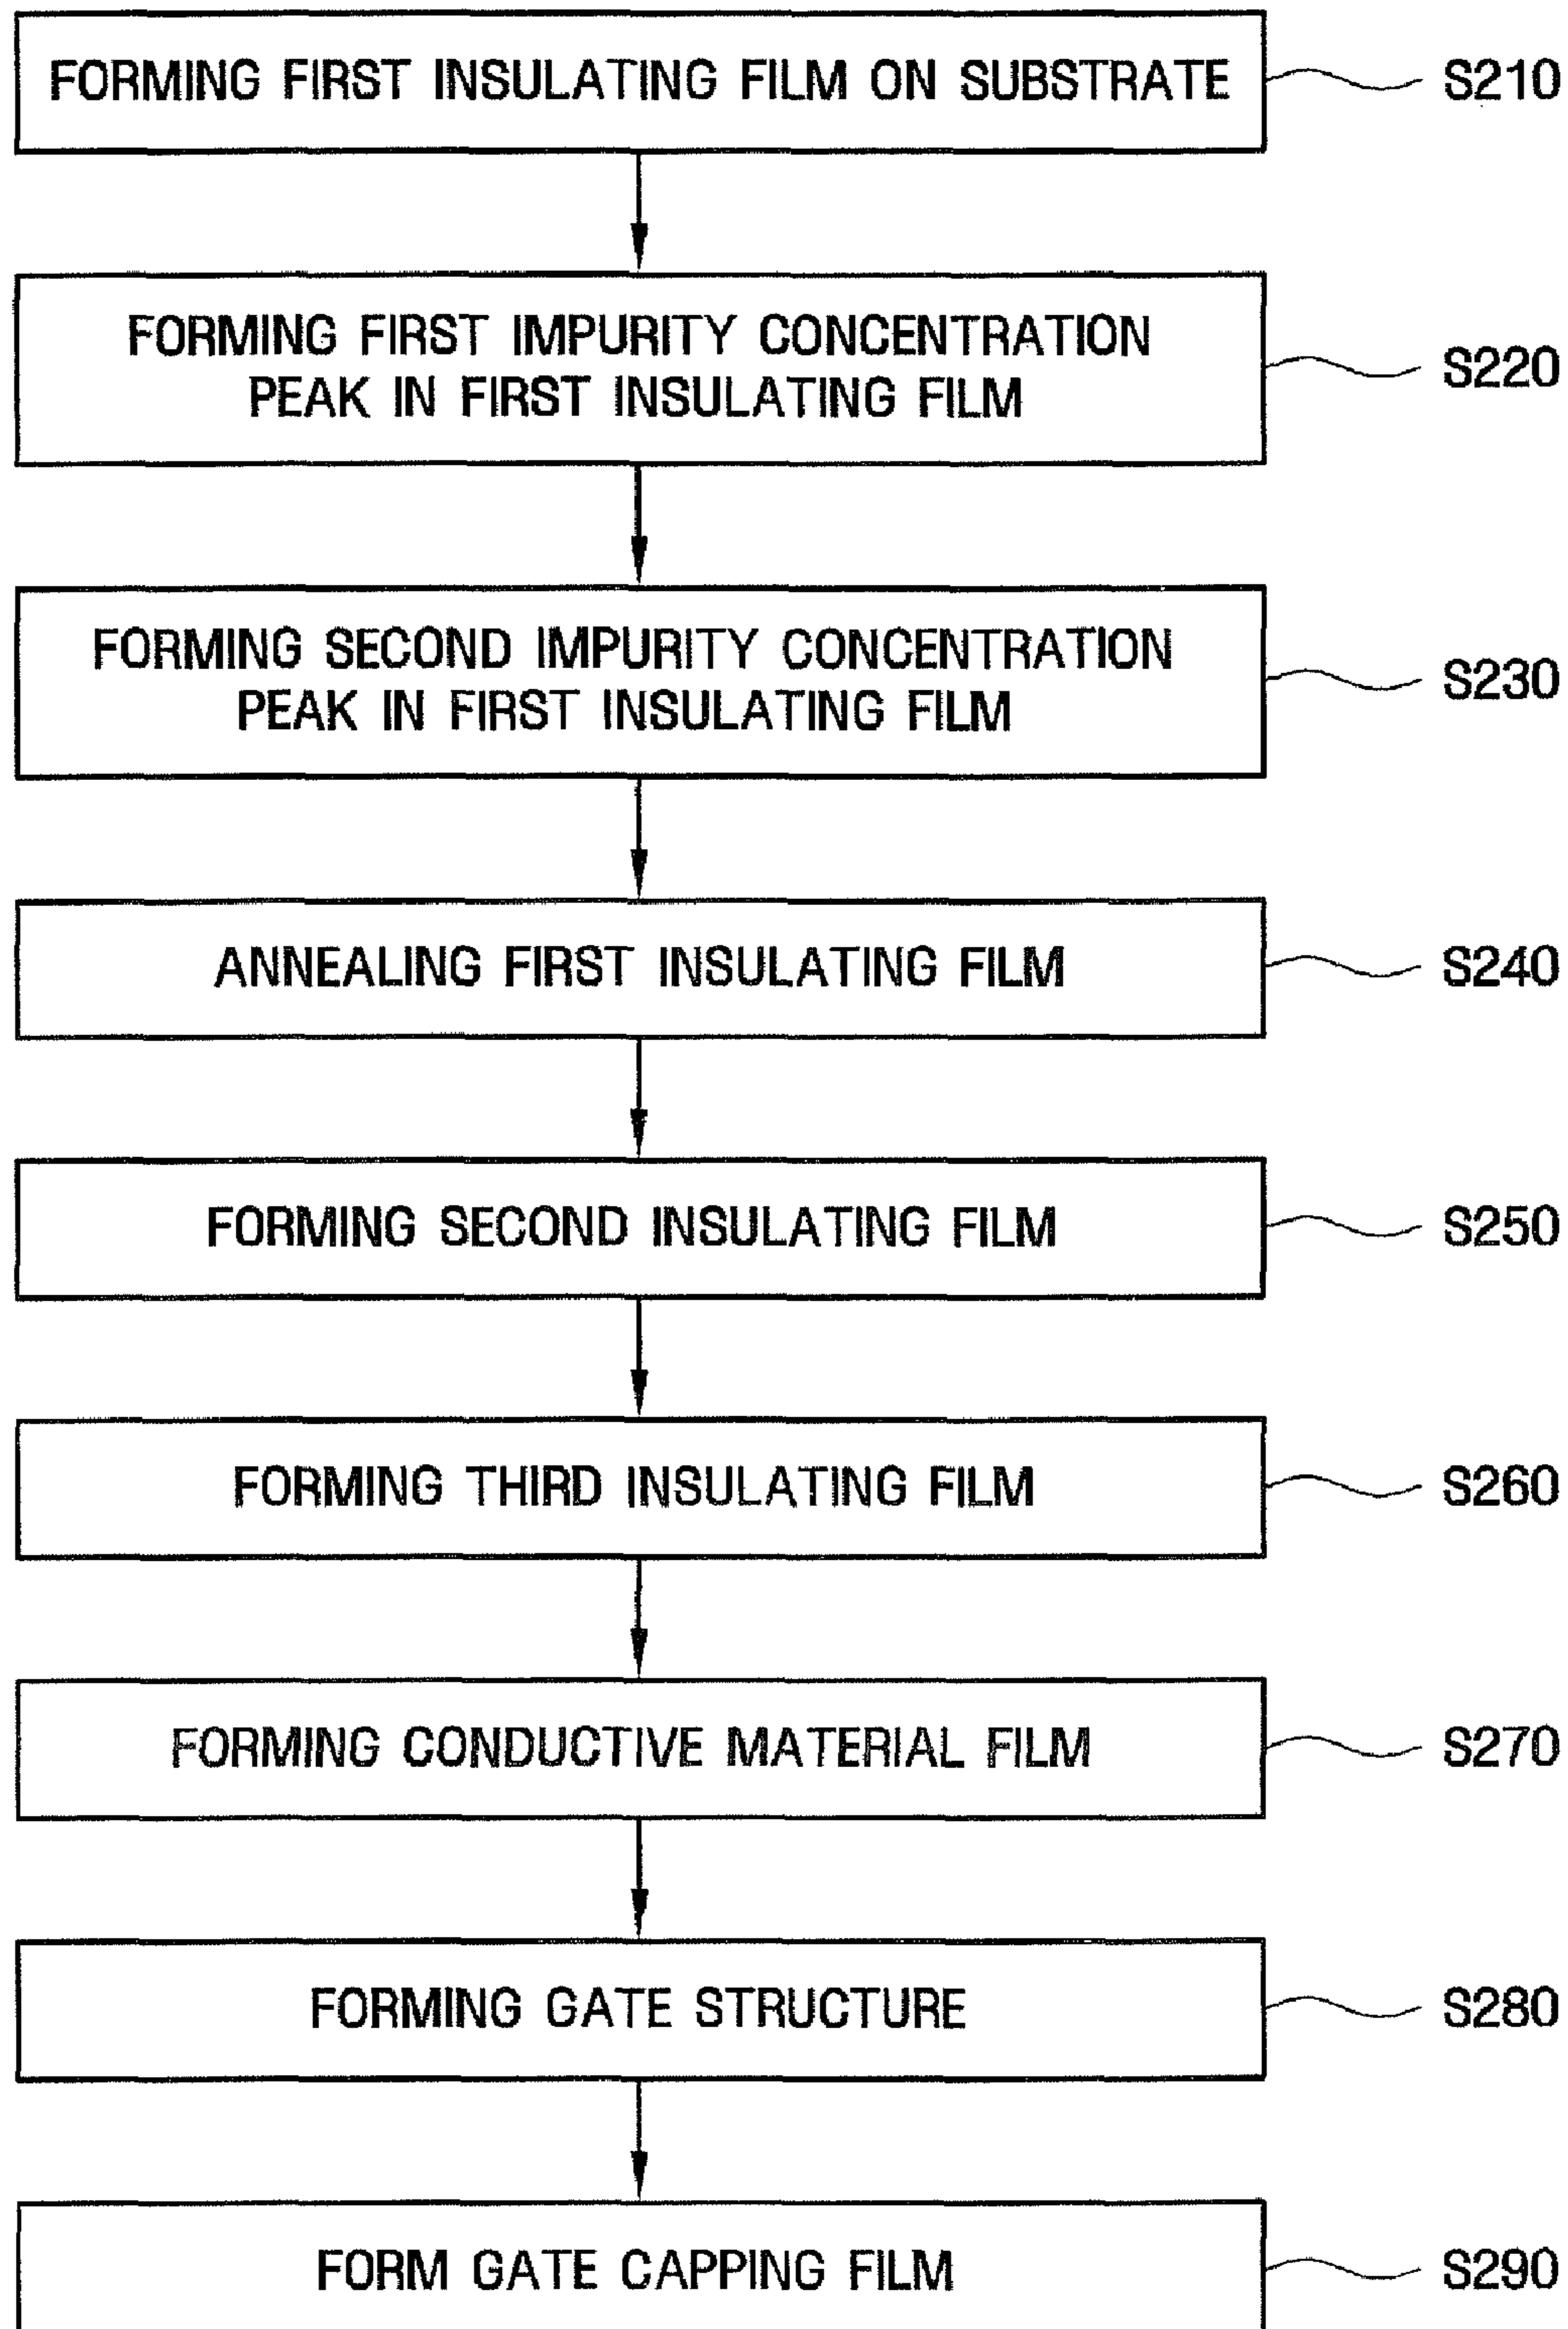 FORMING FIRST INSULATING FILM ON SUBSTRATE
S210
FORMING FIRST IMPURITY CONCENTRATION
PEAK IN FIRST INSULATING FILM
S220
FORMING SECOND IMPURITY CONCENTRATION
PEAK IN FIRST INSULATING FILM
S230
ANNEALING FIRST INSULATING FILM
S240
FORMING SECOND INSULATING FILM
S250
FORMING THIRD INSULATING FILM
S260
FORMING CONDUCTIVE MATERIAL FILM
S270
FORMING GATE STRUCTURE
S280
FORM GATE CAPPING FILM
S290